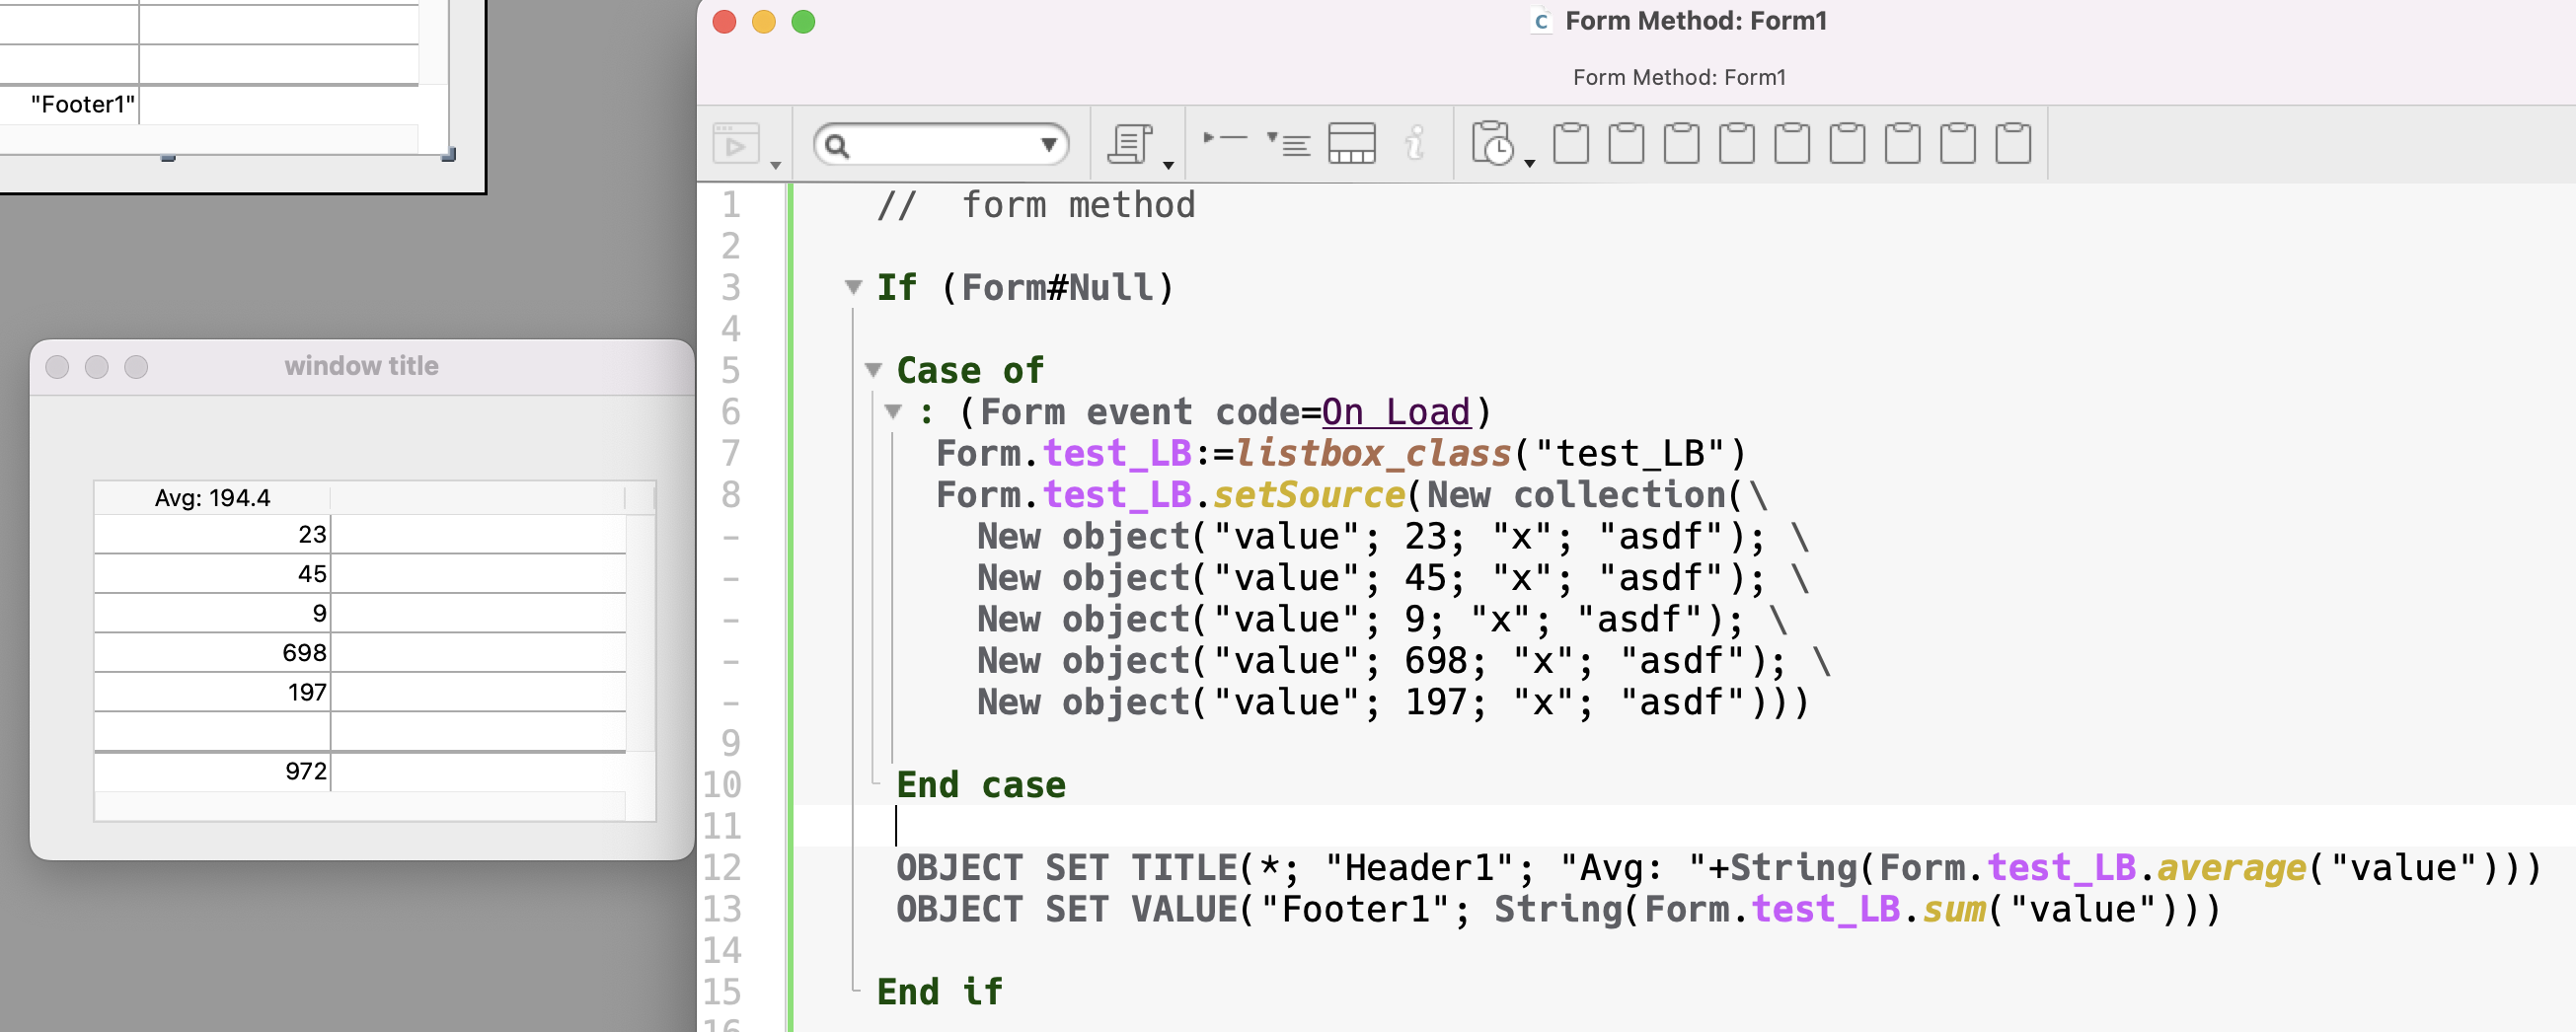 "Footer1"
window title
Avg: 194.4
23
45
9
698
197
972
C Form Method: Form1
Form Method: Form1
1 //  form method
2
3 If (Form#Null)
4
5 Case of
6 : (Form event code=On Load)
7 Form.test_LB:=listbox_class("test_LB")
8 Form.test_LB.setSource(New collection(\
– New object("value"; 23; "x"; "asdf"); \
– New object("value"; 45; "x"; "asdf"); \
– New object("value"; 9; "x"; "asdf"); \
– New object("value"; 698; "x"; "asdf"); \
– New object("value"; 197; "x"; "asdf")))
9
10 End case
11
12 OBJECT SET TITLE(*; "Header1"; "Avg: "+String(Form.test_LB.average("value")))
13 OBJECT SET VALUE("Footer1"; String(Form.test_LB.sum("value")))
14
15 End if
16